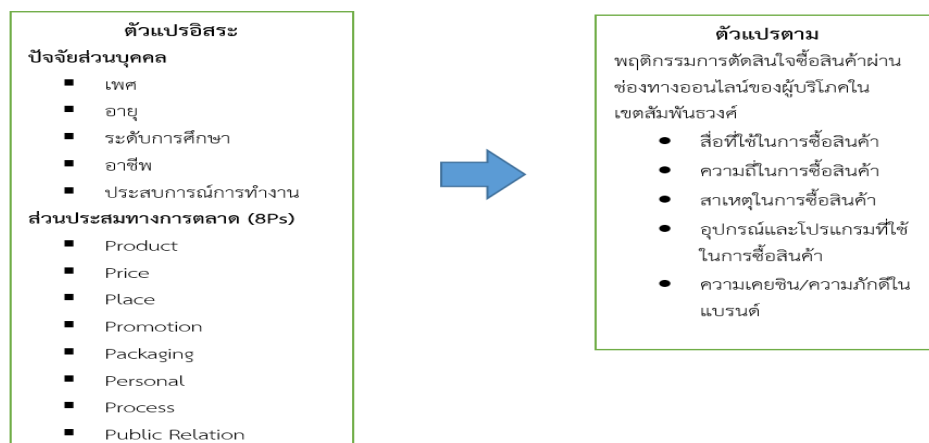 ตัวแปรอิสระ
ปัจจัยส่วนบุคคล
▪ เพศ
▪ อายุ
▪ ระดับการศึกษา
▪ อาชีพ
▪ ประสบการณ์การทำงาน
ส่วนประสมทางการตลาด (8Ps)
▪ Product
▪ Price
▪ Place
▪ Promotion
▪ Packaging
▪ Personal
▪ Process
▪ Public Relation
ตัวแปรตาม
พฤติกรรมการตัดสินใจซื้อสินค้าผ่าน
ช่องทางออนไลน์ของผู้บริโภคใน
เขตสัมพันธวงศ์
● สื่อที่ใช้ในการซื้อสินค้า
● ความถี่ในการซื้อสินค้า
● สาเหตุในการซื้อสินค้า
● อุปกรณ์และโปรแกรมที่ใช้
ในการซื้อสินค้า
● ความเคยชิน/ความภักดีใน
แบรนด์